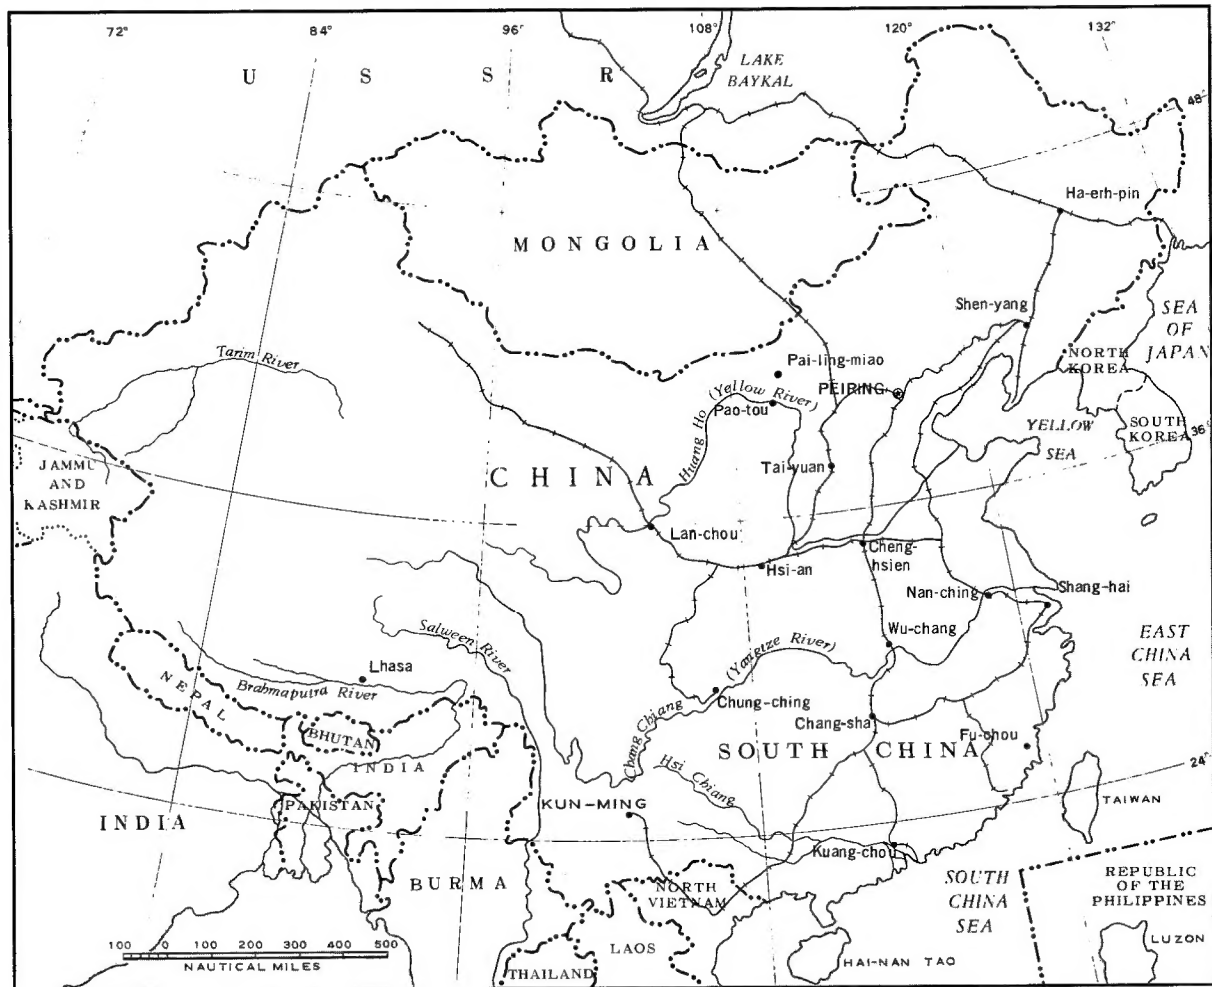 72°
84°
96°
108°
120°
132°
U S S R
LAKE
BAYKAL
48°
Ha-erh-pin
MONGOLIA
Shen-yang
SEA
OF
JAPAN
Tarim River
Pai-ling-miao
NORTH
KOREA
PEIRING
Huang Ho (Yellow River)
Pao-tou
YELLOW
SEA
SOUTH
KOREA
36°
JAMMU
AND
KASHMIR
CHINA
Tai-yuan
Lan-chou
Cheng-
hsien
Hsi-an
Nan-ching
Shang-hai
Salween River
Wu-chang
EAST
CHINA
SEA
Lhasa
NEPAL
Brahmaputra River
Chang Chiang (Yangtze River)
Chung-ching
Chang-sha
BHUTAN
SOUTH CHINA
Fu-chou
INDIA
Hsi Chiang
24°
PAKISTAN
KUN-MING
TAIWAN
INDIA
Kuang-chou
BURMA
NORTH
VIETNAM
SOUTH
CHINA
SEA
REPUBLIC
OF THE
PHILIPPINES
LAOS
LUZON
100 0 100 200 300 400 500
NAUTICAL MILES
THAILAND
HAI-NAN TAO